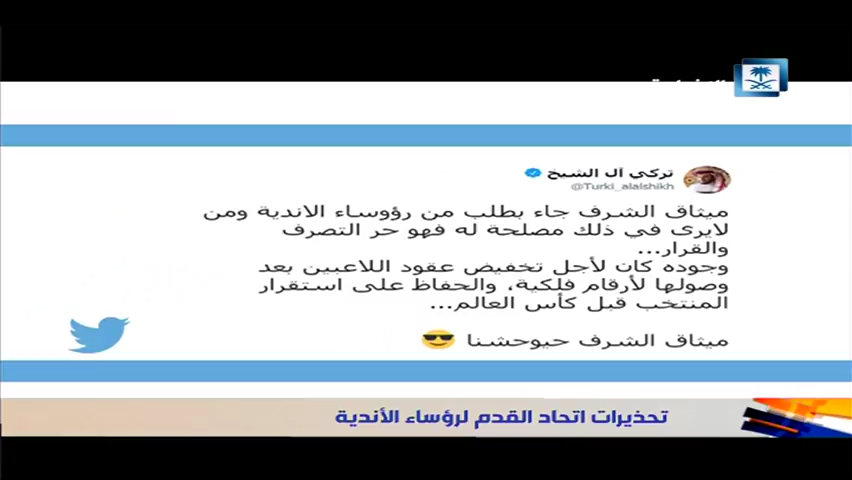 تركي آل الشيخ
@Turki_alalshikh
ميثاق الشرف جاء بطلب من رؤوساء الاندية ومن
لايرى في ذلك مصلحة له فهو حر التصرف
والقرار...
وجوده كان لأجل تخفيض عقود اللاعبين بعد
وصولها لأرقام فلكية، والحفاظ على استقرار
المنتخب قبل كأس العالم...
ميثاق الشرف حيوحشنا 😎
تحذيرات اتحاد القدم لرؤساء الأندية